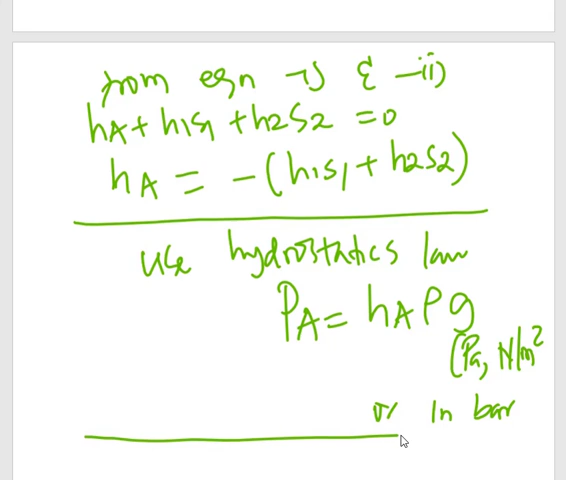 from eqn -i) & -ii)
hA + h1s1 + h2s2 = 0
hA = -(h1s1 + h2s2)
use hydrostatics law
PA = hA ρ g
(Pa, N/m²
or in bar